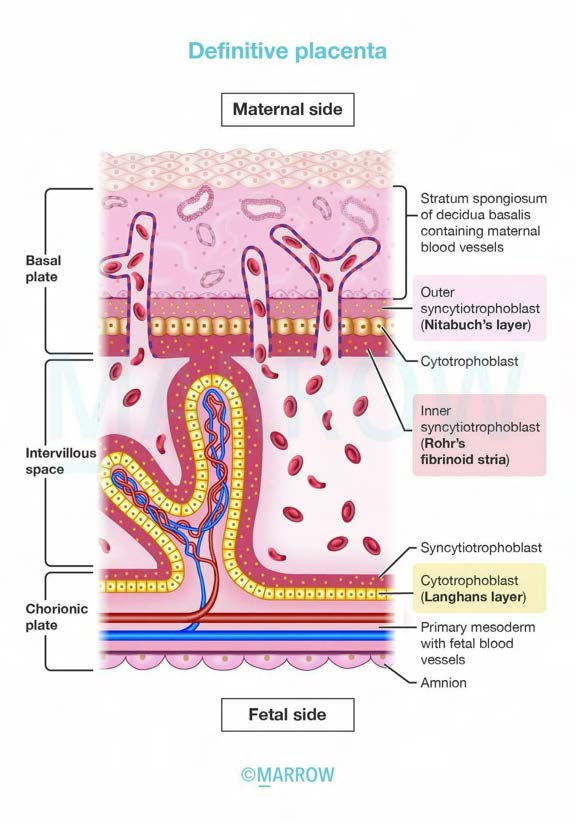 Definitive placenta
Maternal side
Basal
plate
Stratum spongiosum
of decidua basalis
containing maternal
blood vessels
Outer
syncytiotrophoblast
(Nitabuch's layer)
Cytotrophoblast
Inner
syncytiotrophoblast
(Rohr's
fibrinoid stria)
Intervillous
space
MARROW
Syncytiotrophoblast
Cytotrophoblast
(Langhans layer)
Chorionic
plate
Primary mesoderm
with fetal blood
vessels
Amnion
Fetal side
©MARROW